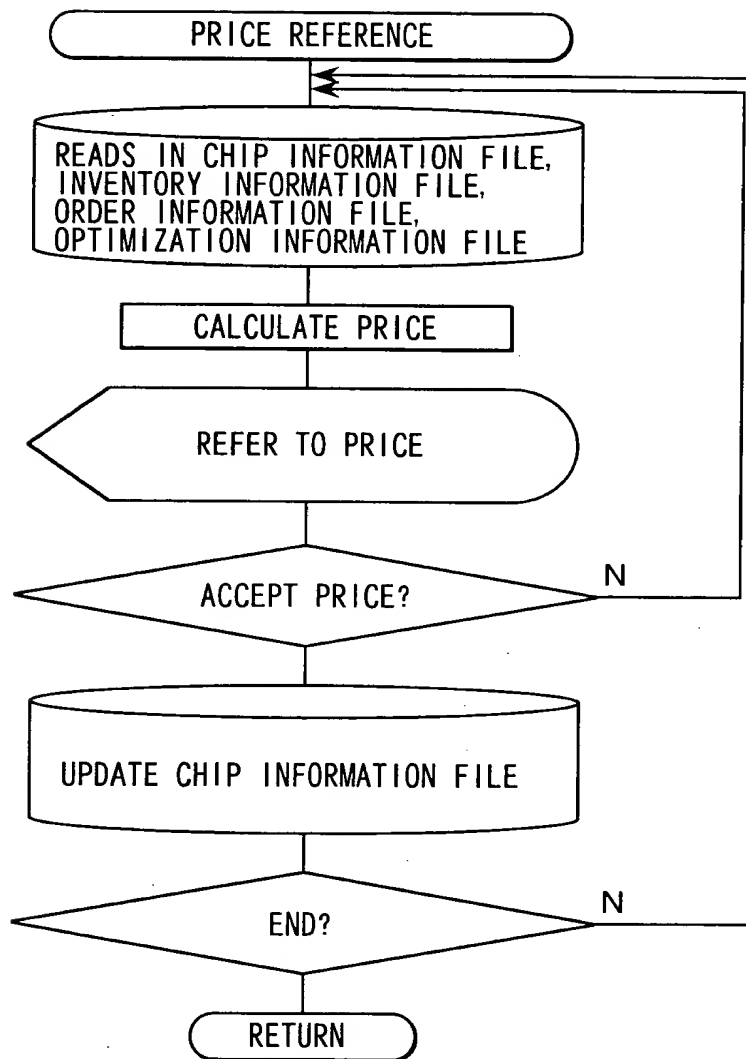 PRICE REFERENCE
READS IN CHIP INFORMATION FILE,
INVENTORY INFORMATION FILE,
ORDER INFORMATION FILE,
OPTIMIZATION INFORMATION FILE
CALCULATE PRICE
REFER TO PRICE
ACCEPT PRICE?
N
UPDATE CHIP INFORMATION FILE
END?
N
RETURN